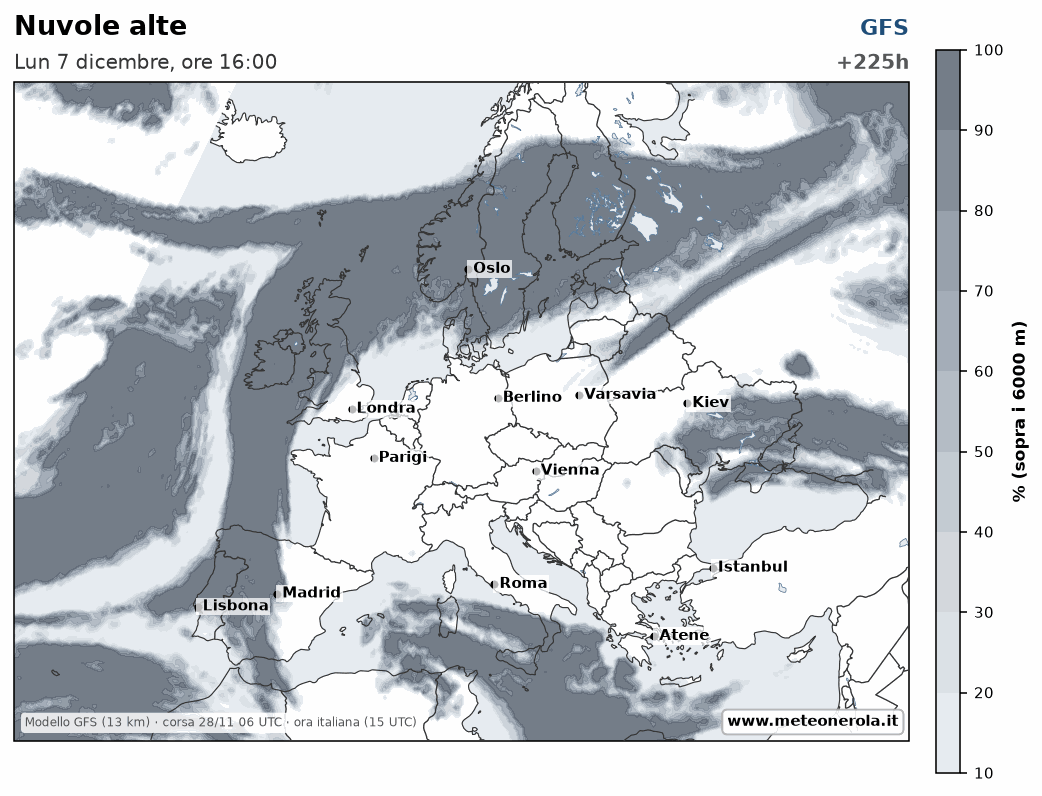 Nuvole alte
GFS
Lun 7 dicembre, ore 16:00
+225h
Oslo
Londra
Berlino
Varsavia
Kiev
Parigi
Vienna
Istanbul
Roma
Madrid
Lisbona
Atene
Modello GFS (13 km) · corsa 28/11 06 UTC · ora italiana (15 UTC)
www.meteonerola.it
100
90
80
70
60
50
40
30
20
10
% (sopra i 6000 m)